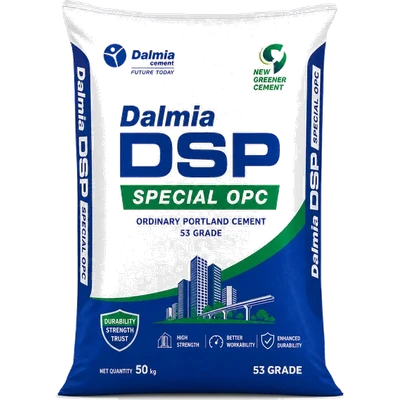 Dalmia
cement
FUTURE TODAY
NEW
GREENER
CEMENT
Dalmia
DSP
SPECIAL OPC
ORDINARY PORTLAND CEMENT
53 GRADE
Dalmia DSP SPECIAL OPC
Dalmia DSP SPECIAL OPC
DURABILITY
STRENGTH
TRUST
HIGH
STRENGTH
BETTER
WORKABILITY
ENHANCED
DURABILITY
NET QUANTITY 50 kg
53 GRADE